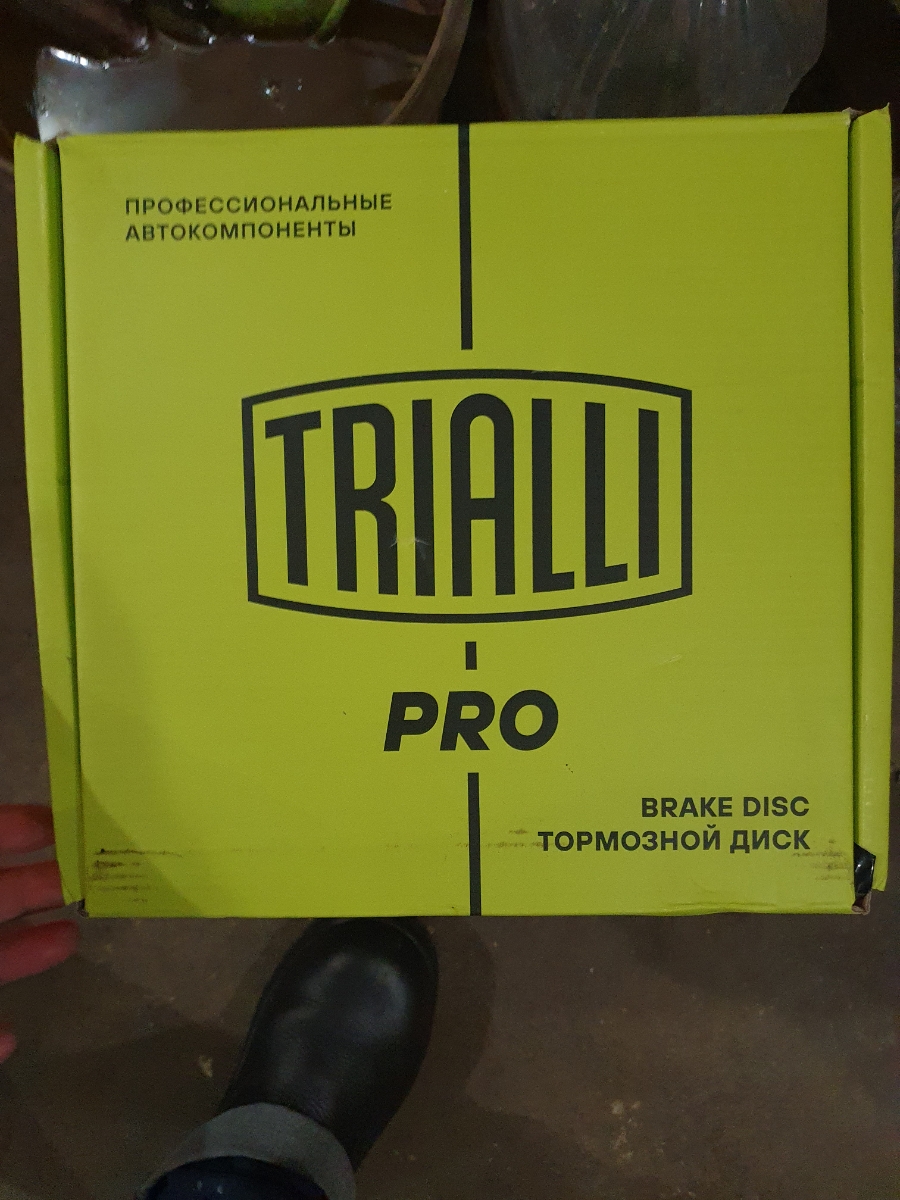 ПРОФЕССИОНАЛЬНЫЕ
АВТОКОМПОНЕНТЫ
TRIALLI
PRO
BRAKE DISC
ТОРМОЗНОЙ ДИСК